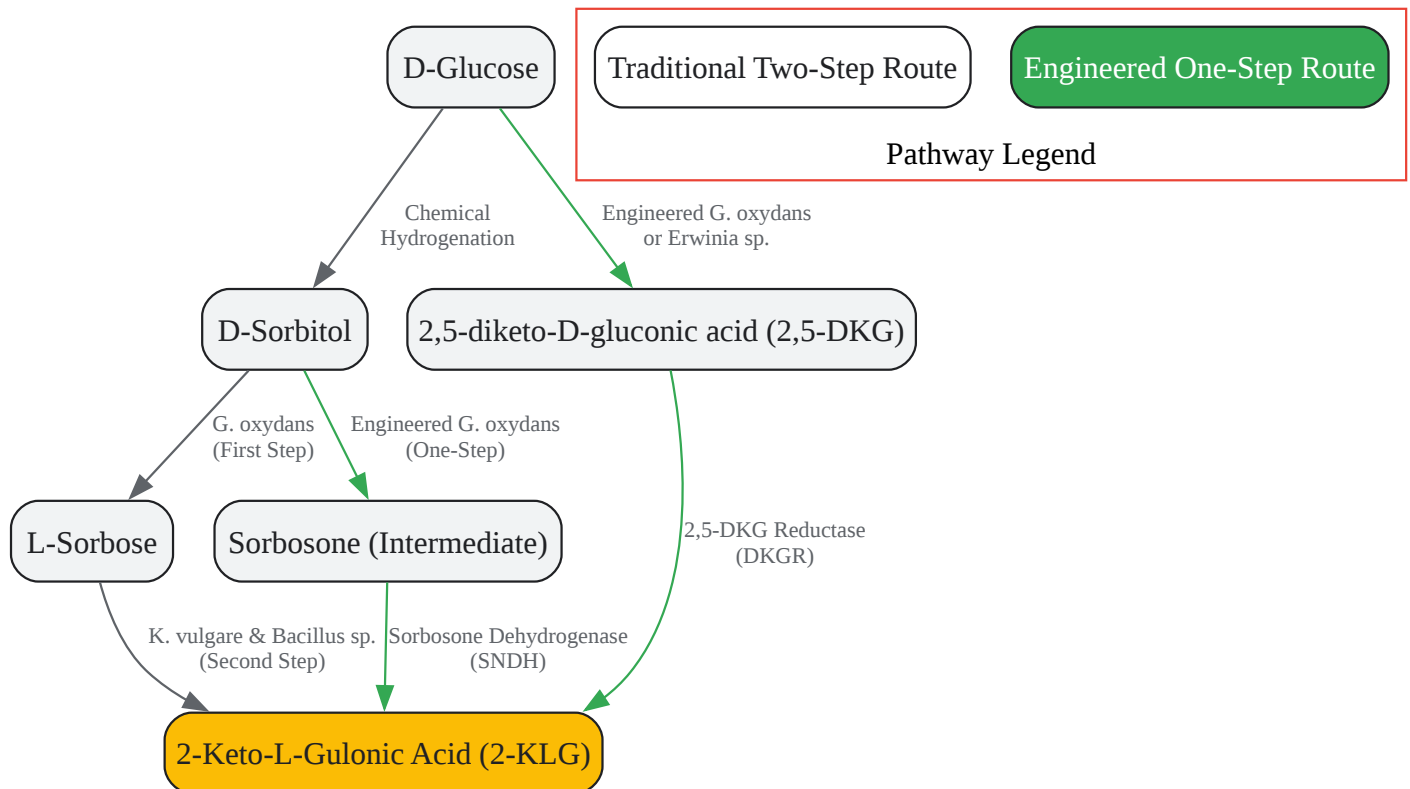 D-Glucose
Traditional Two-Step Route
Engineered One-Step Route
Pathway Legend
Chemical
Hydrogenation
Engineered G. oxydans
or Erwinia sp.
D-Sorbitol
2,5-diketo-D-gluconic acid (2,5-DKG)
G. oxydans
(First Step)
Engineered G. oxydans
(One-Step)
L-Sorbose
Sorbosone (Intermediate)
2,5-DKG Reductase
(DKGR)
K. vulgare & Bacillus sp.
(Second Step)
Sorbosone Dehydrogenase
(SNDH)
2-Keto-L-Gulonic Acid (2-KLG)